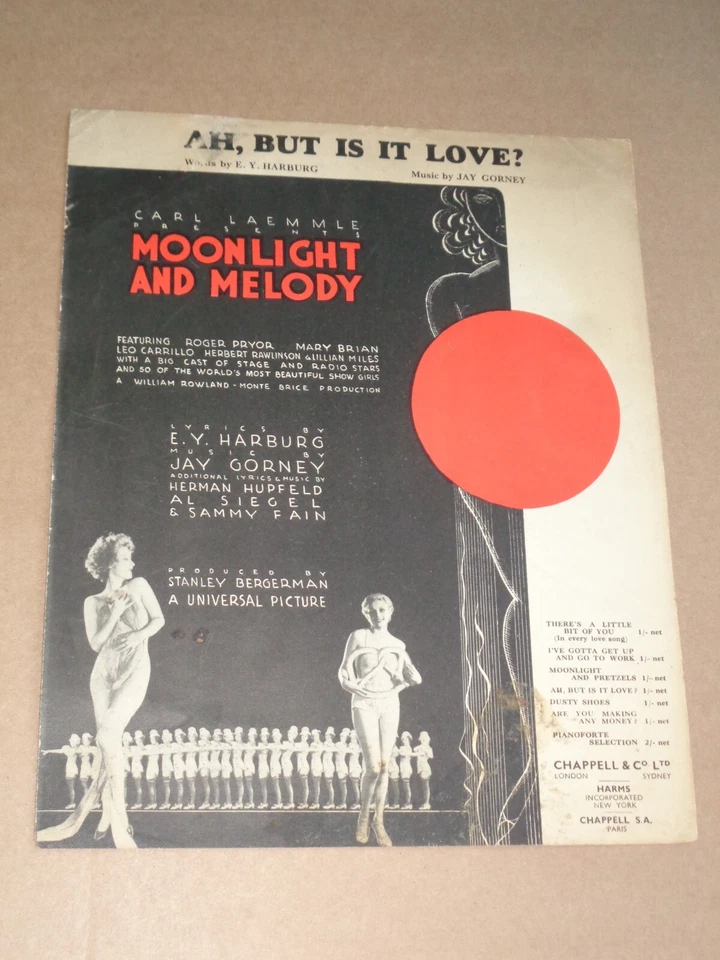 AH, BUT IS IT LOVE?
Words by E. Y. HARBURG
Music by JAY GORNEY
CARL LAEMMLE
PRESENTS
MOONLIGHT
AND MELODY
FEATURING ROGER PRYOR MARY BRIAN
LEO CARRILLO HERBERT RAWLINSON & LILLIAN MILES
WITH A BIG CAST OF STAGE AND RADIO STARS
AND 50 OF THE WORLD'S MOST BEAUTIFUL SHOW GIRLS
A WILLIAM ROWLAND - MONTE BRICE PRODUCTION
LYRICS BY
E. Y. HARBURG
MUSIC BY
JAY GORNEY
ADDITIONAL LYRICS & MUSIC BY
HERMAN HUPFELD
AL SIEGEL
& SAMMY FAIN
PRODUCED BY
STANLEY BERGERMAN
A UNIVERSAL PICTURE
THERE'S A LITTLE
BIT OF YOU 1/- net
(In every love song)
I'VE GOTTA GET UP
AND GO TO WORK 1/- net
MOONLIGHT
AND PRETZELS 1/- net
AH, BUT IS IT LOVE? 1/- net
DUSTY SHOES 1/- net
ARE YOU MAKING
ANY MONEY? 1/- net
PIANOFORTE
SELECTION 2/- net
CHAPPELL & CO LTD
LONDON SYDNEY
HARMS
INCORPORATED
NEW YORK
CHAPPELL S.A.
PARIS